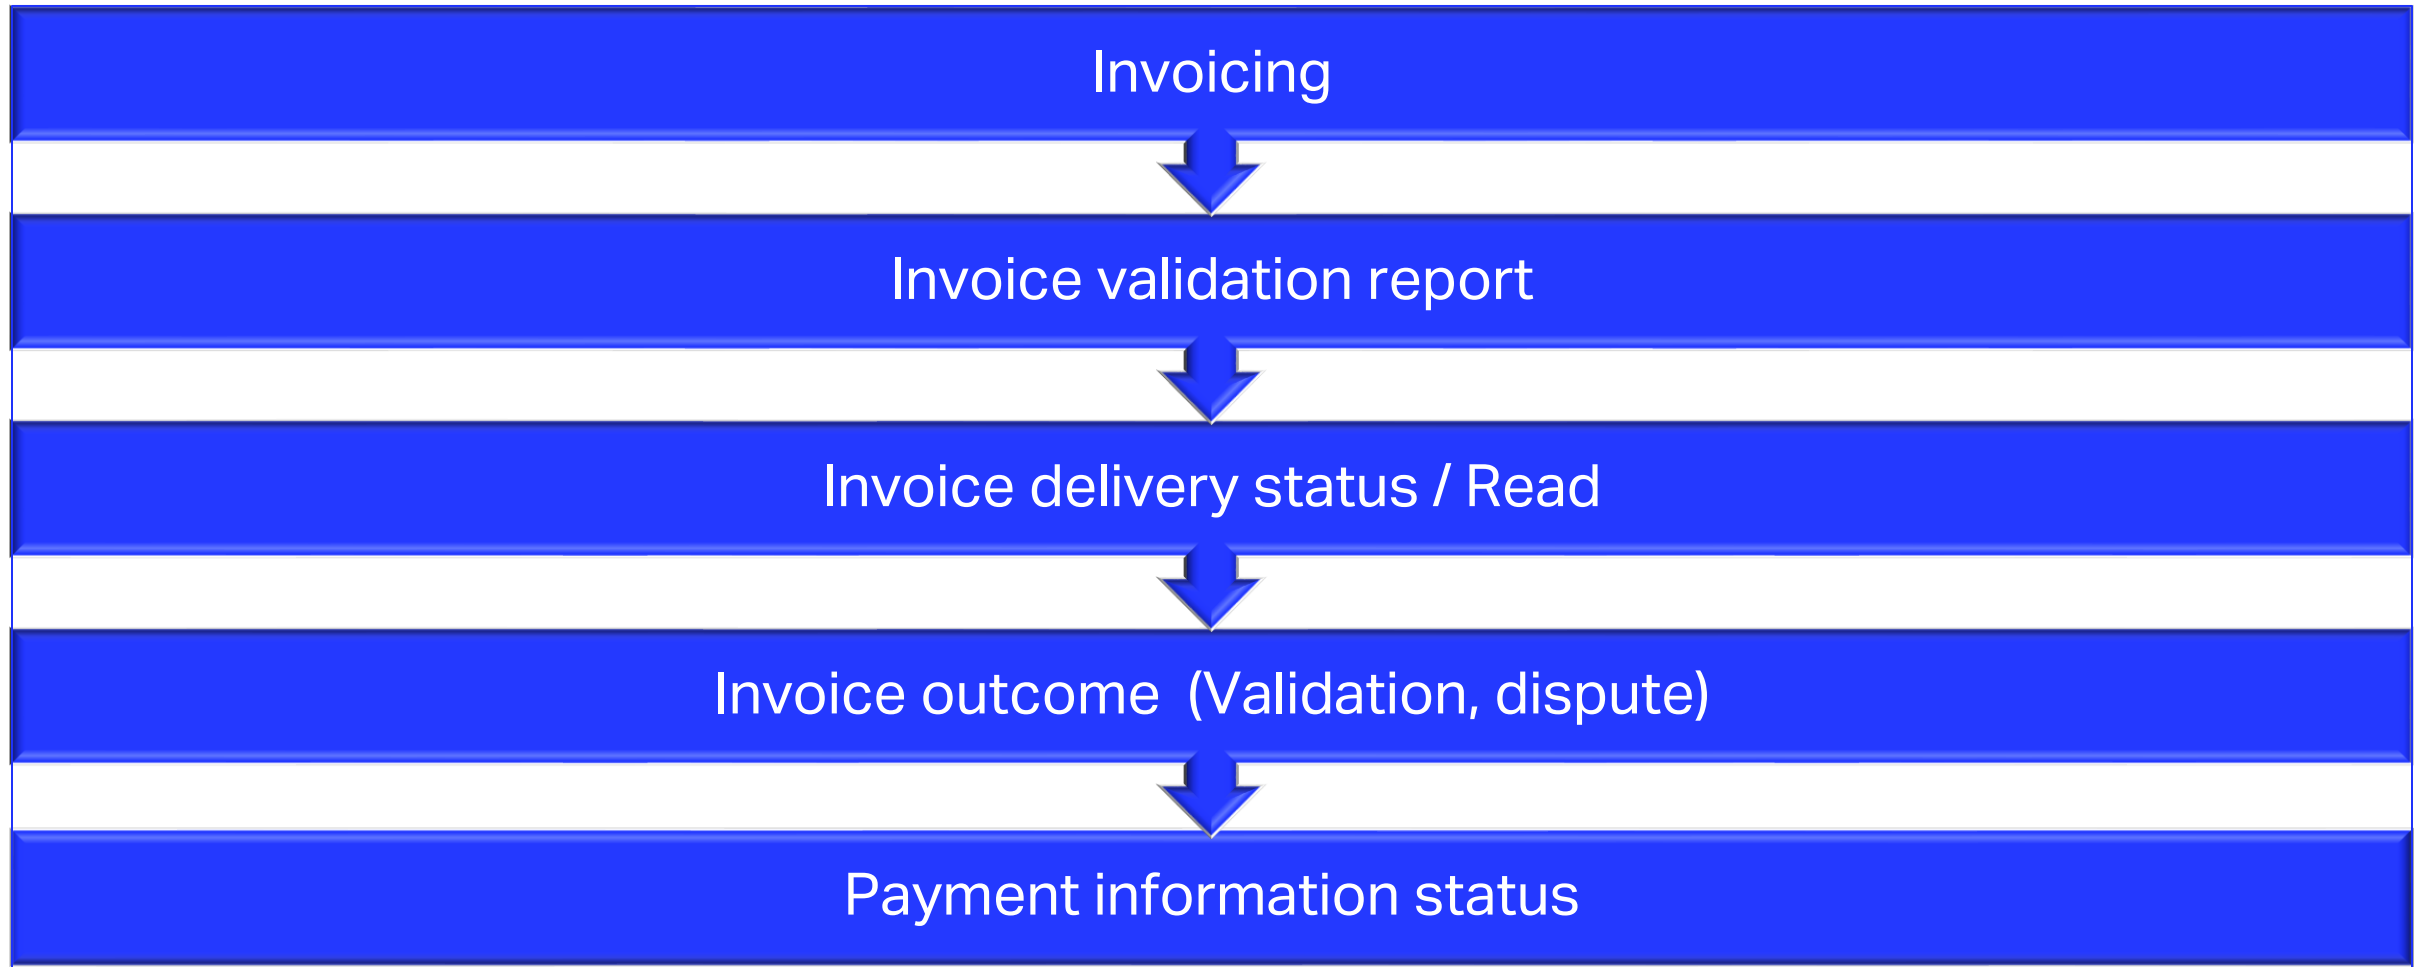 Invoicing
Invoice validation report
Invoice delivery status / Read
Invoice outcome  (Validation, dispute)
Payment information status